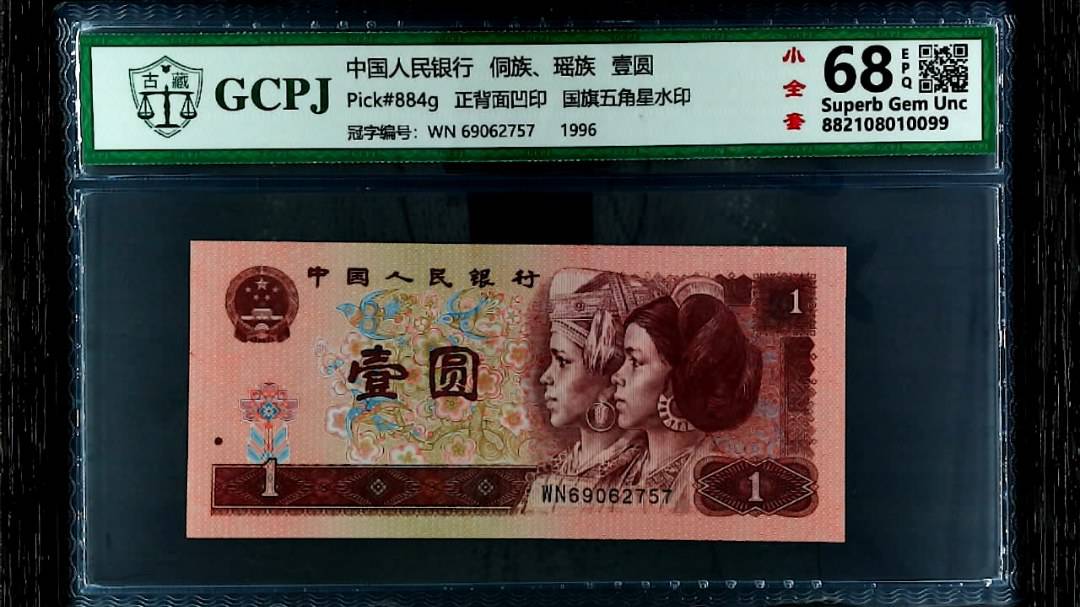 古藏
GCPJ
中国人民银行 侗族、瑶族 壹圆
Pick#884g 正背面凹印 国旗五角星水印
冠字编号: WN 69062757 1996
小全套
68
EPQ
Superb Gem Unc
882108010099
中国人民银行
1
壹圆
1
WN69062757
1